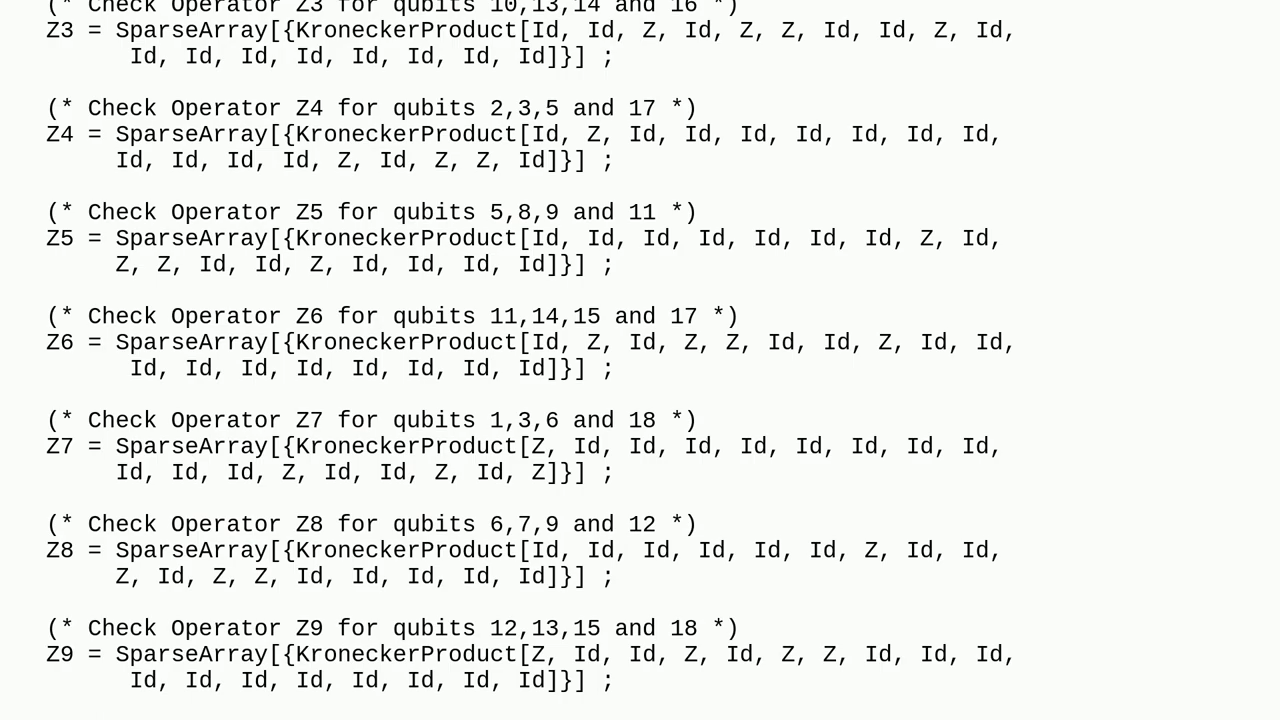 (* Check Operator Z3 for qubits 10,13,14 and 16 *)
Z3 = SparseArray[{KroneckerProduct[Id, Id, Z, Id, Z, Z, Id, Id, Z, Id,
Id, Id, Id, Id, Id, Id, Id, Id]}] ;
(* Check Operator Z4 for qubits 2,3,5 and 17 *)
Z4 = SparseArray[{KroneckerProduct[Id, Z, Id, Id, Id, Id, Id, Id, Id,
Id, Id, Id, Id, Z, Id, Z, Z, Id]}] ;
(* Check Operator Z5 for qubits 5,8,9 and 11 *)
Z5 = SparseArray[{KroneckerProduct[Id, Id, Id, Id, Id, Id, Id, Z, Id,
Z, Z, Id, Id, Z, Id, Id, Id, Id]}] ;
(* Check Operator Z6 for qubits 11,14,15 and 17 *)
Z6 = SparseArray[{KroneckerProduct[Id, Z, Id, Z, Z, Id, Id, Z, Id, Id,
Id, Id, Id, Id, Id, Id, Id, Id]}] ;
(* Check Operator Z7 for qubits 1,3,6 and 18 *)
Z7 = SparseArray[{KroneckerProduct[Z, Id, Id, Id, Id, Id, Id, Id, Id,
Id, Id, Id, Z, Id, Id, Z, Id, Z]}] ;
(* Check Operator Z8 for qubits 6,7,9 and 12 *)
Z8 = SparseArray[{KroneckerProduct[Id, Id, Id, Id, Id, Id, Z, Id, Id,
Z, Id, Z, Z, Id, Id, Id, Id, Id]}] ;
(* Check Operator Z9 for qubits 12,13,15 and 18 *)
Z9 = SparseArray[{KroneckerProduct[Z, Id, Id, Z, Id, Z, Z, Id, Id, Id,
Id, Id, Id, Id, Id, Id, Id, Id]}] ;